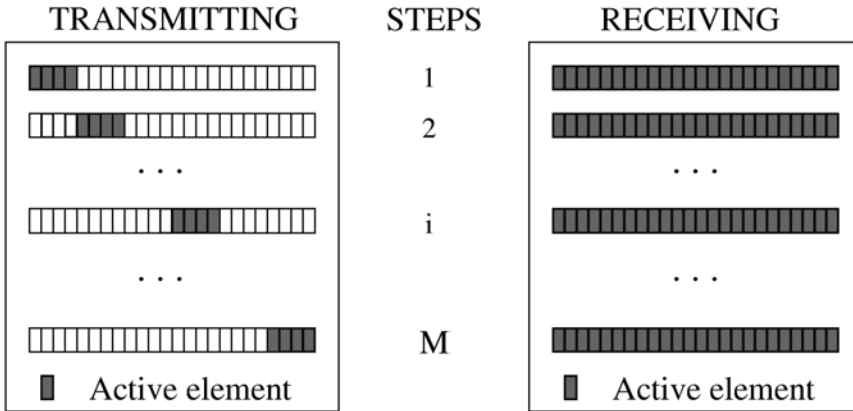 TRANSMITTING STEPS RECEIVING
1
2
. . . . . .
i
. . . . . .
M
Active element Active element